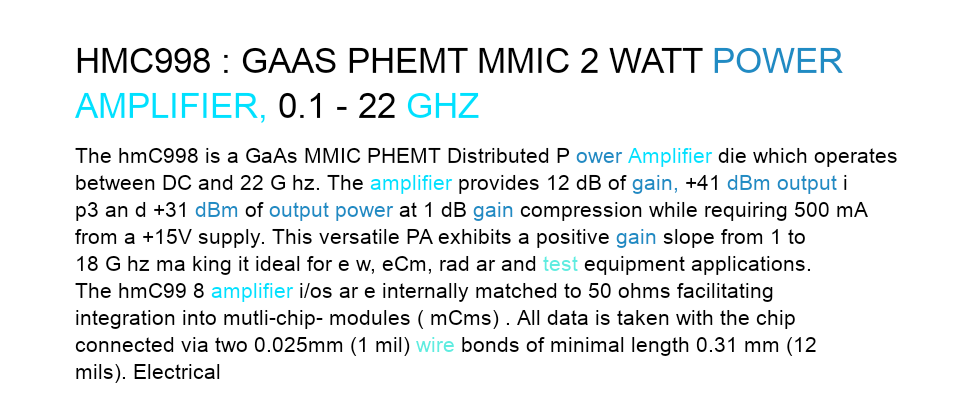 HMC998 : GAAS PHEMT MMIC 2 WATT POWER
AMPLIFIER, 0.1 - 22 GHZ
The hmC998 is a GaAs MMIC PHEMT Distributed P ower Amplifier die which operates
between DC and 22 G hz. The amplifier provides 12 dB of gain, +41 dBm output i
p3 an d +31 dBm of output power at 1 dB gain compression while requiring 500 mA
from a +15V supply. This versatile PA exhibits a positive gain slope from 1 to
18 G hz ma king it ideal for e w, eCm, rad ar and test equipment applications.
The hmC99 8 amplifier i/os ar e internally matched to 50 ohms facilitating
integration into mutli-chip- modules ( mCms) . All data is taken with the chip
connected via two 0.025mm (1 mil) wire bonds of minimal length 0.31 mm (12
mils). Electrical